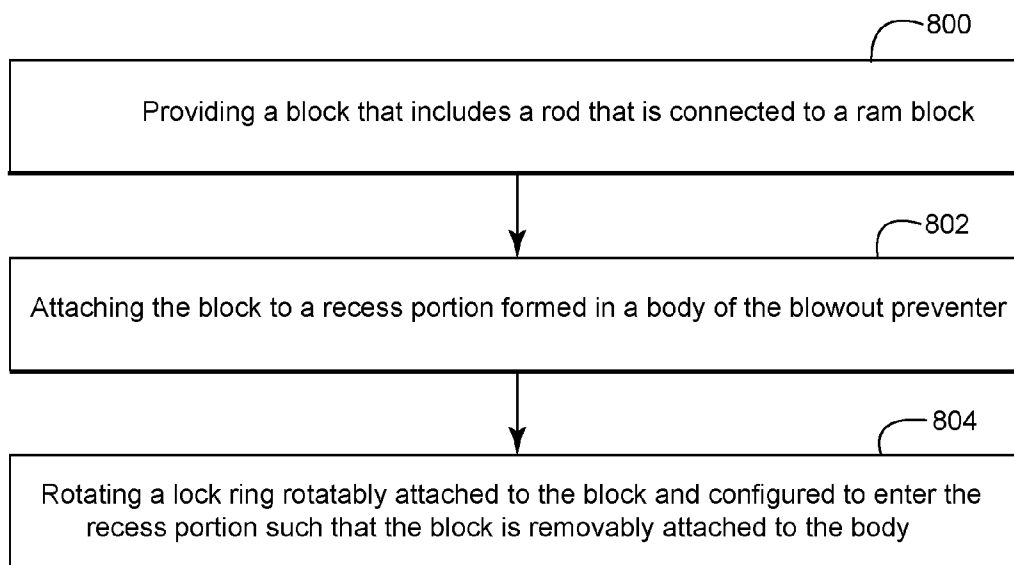 800
Providing a block that includes a rod that is connected to a ram block
802
Attaching the block to a recess portion formed in a body of the blowout preventer
804
Rotating a lock ring rotatably attached to the block and configured to enter the
recess portion such that the block is removably attached to the body